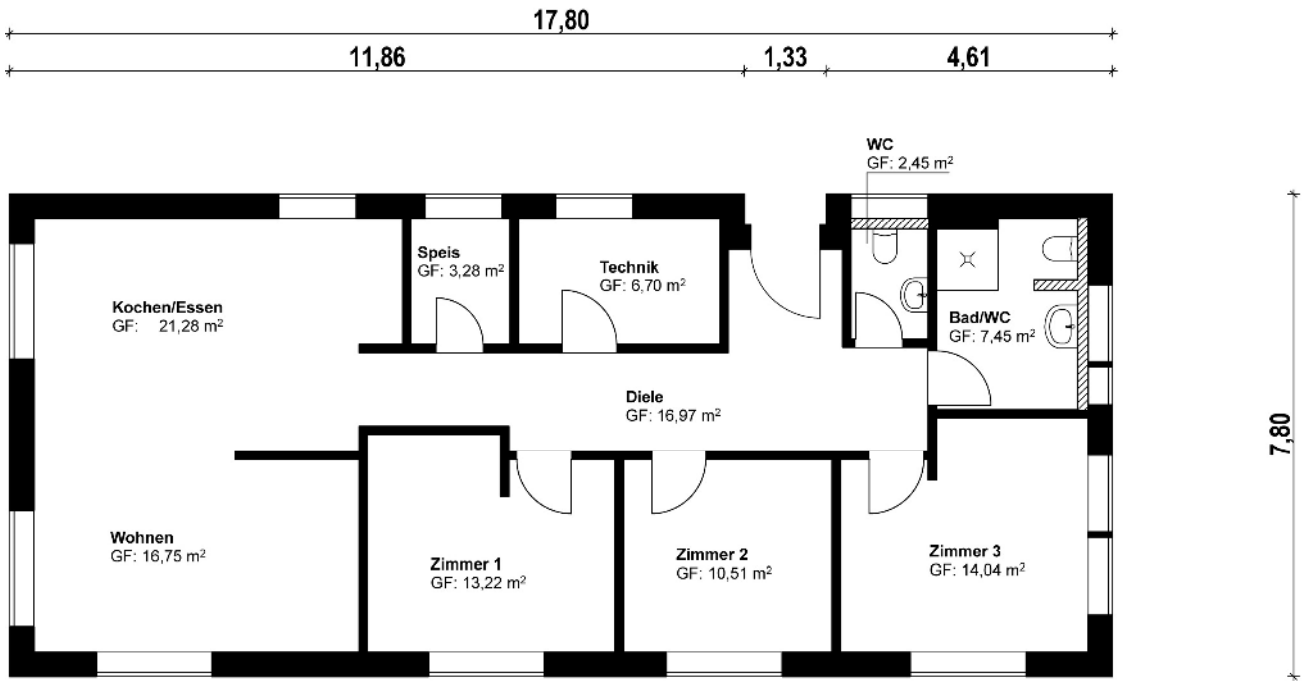 17,80
11,86
1,33
4,61
WC
GF: 2,45 m²
Speis
GF: 3,28 m²
Technik
GF: 6,70 m²
Kochen/Essen
GF: 21,28 m²
Bad/WC
GF: 7,45 m²
Diele
GF: 16,97 m²
7,80
Wohnen
GF: 16,75 m²
Zimmer 1
GF: 13,22 m²
Zimmer 2
GF: 10,51 m²
Zimmer 3
GF: 14,04 m²